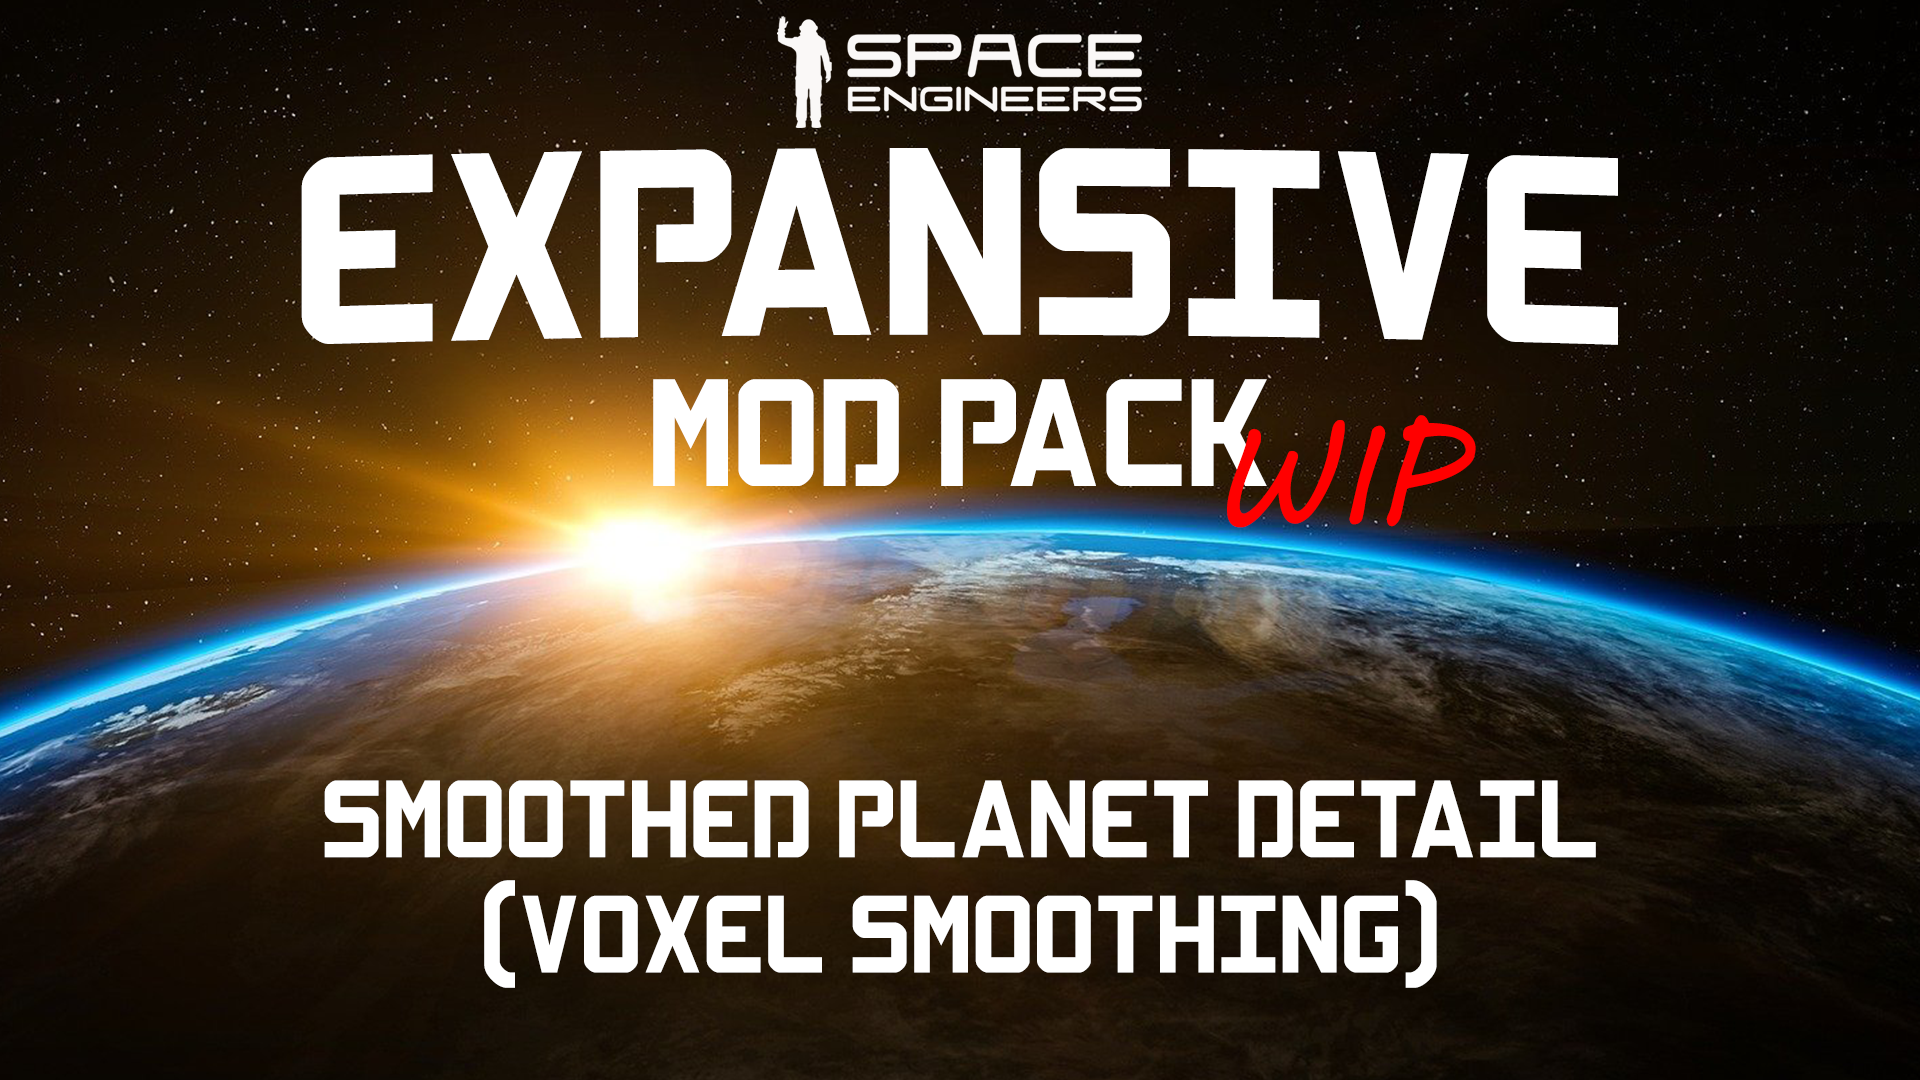 SPACE
ENGINEERS
EXPANSIVE
MOD PACK
WIP
SMOOTHED PLANET DETAIL
(VOXEL SMOOTHING)